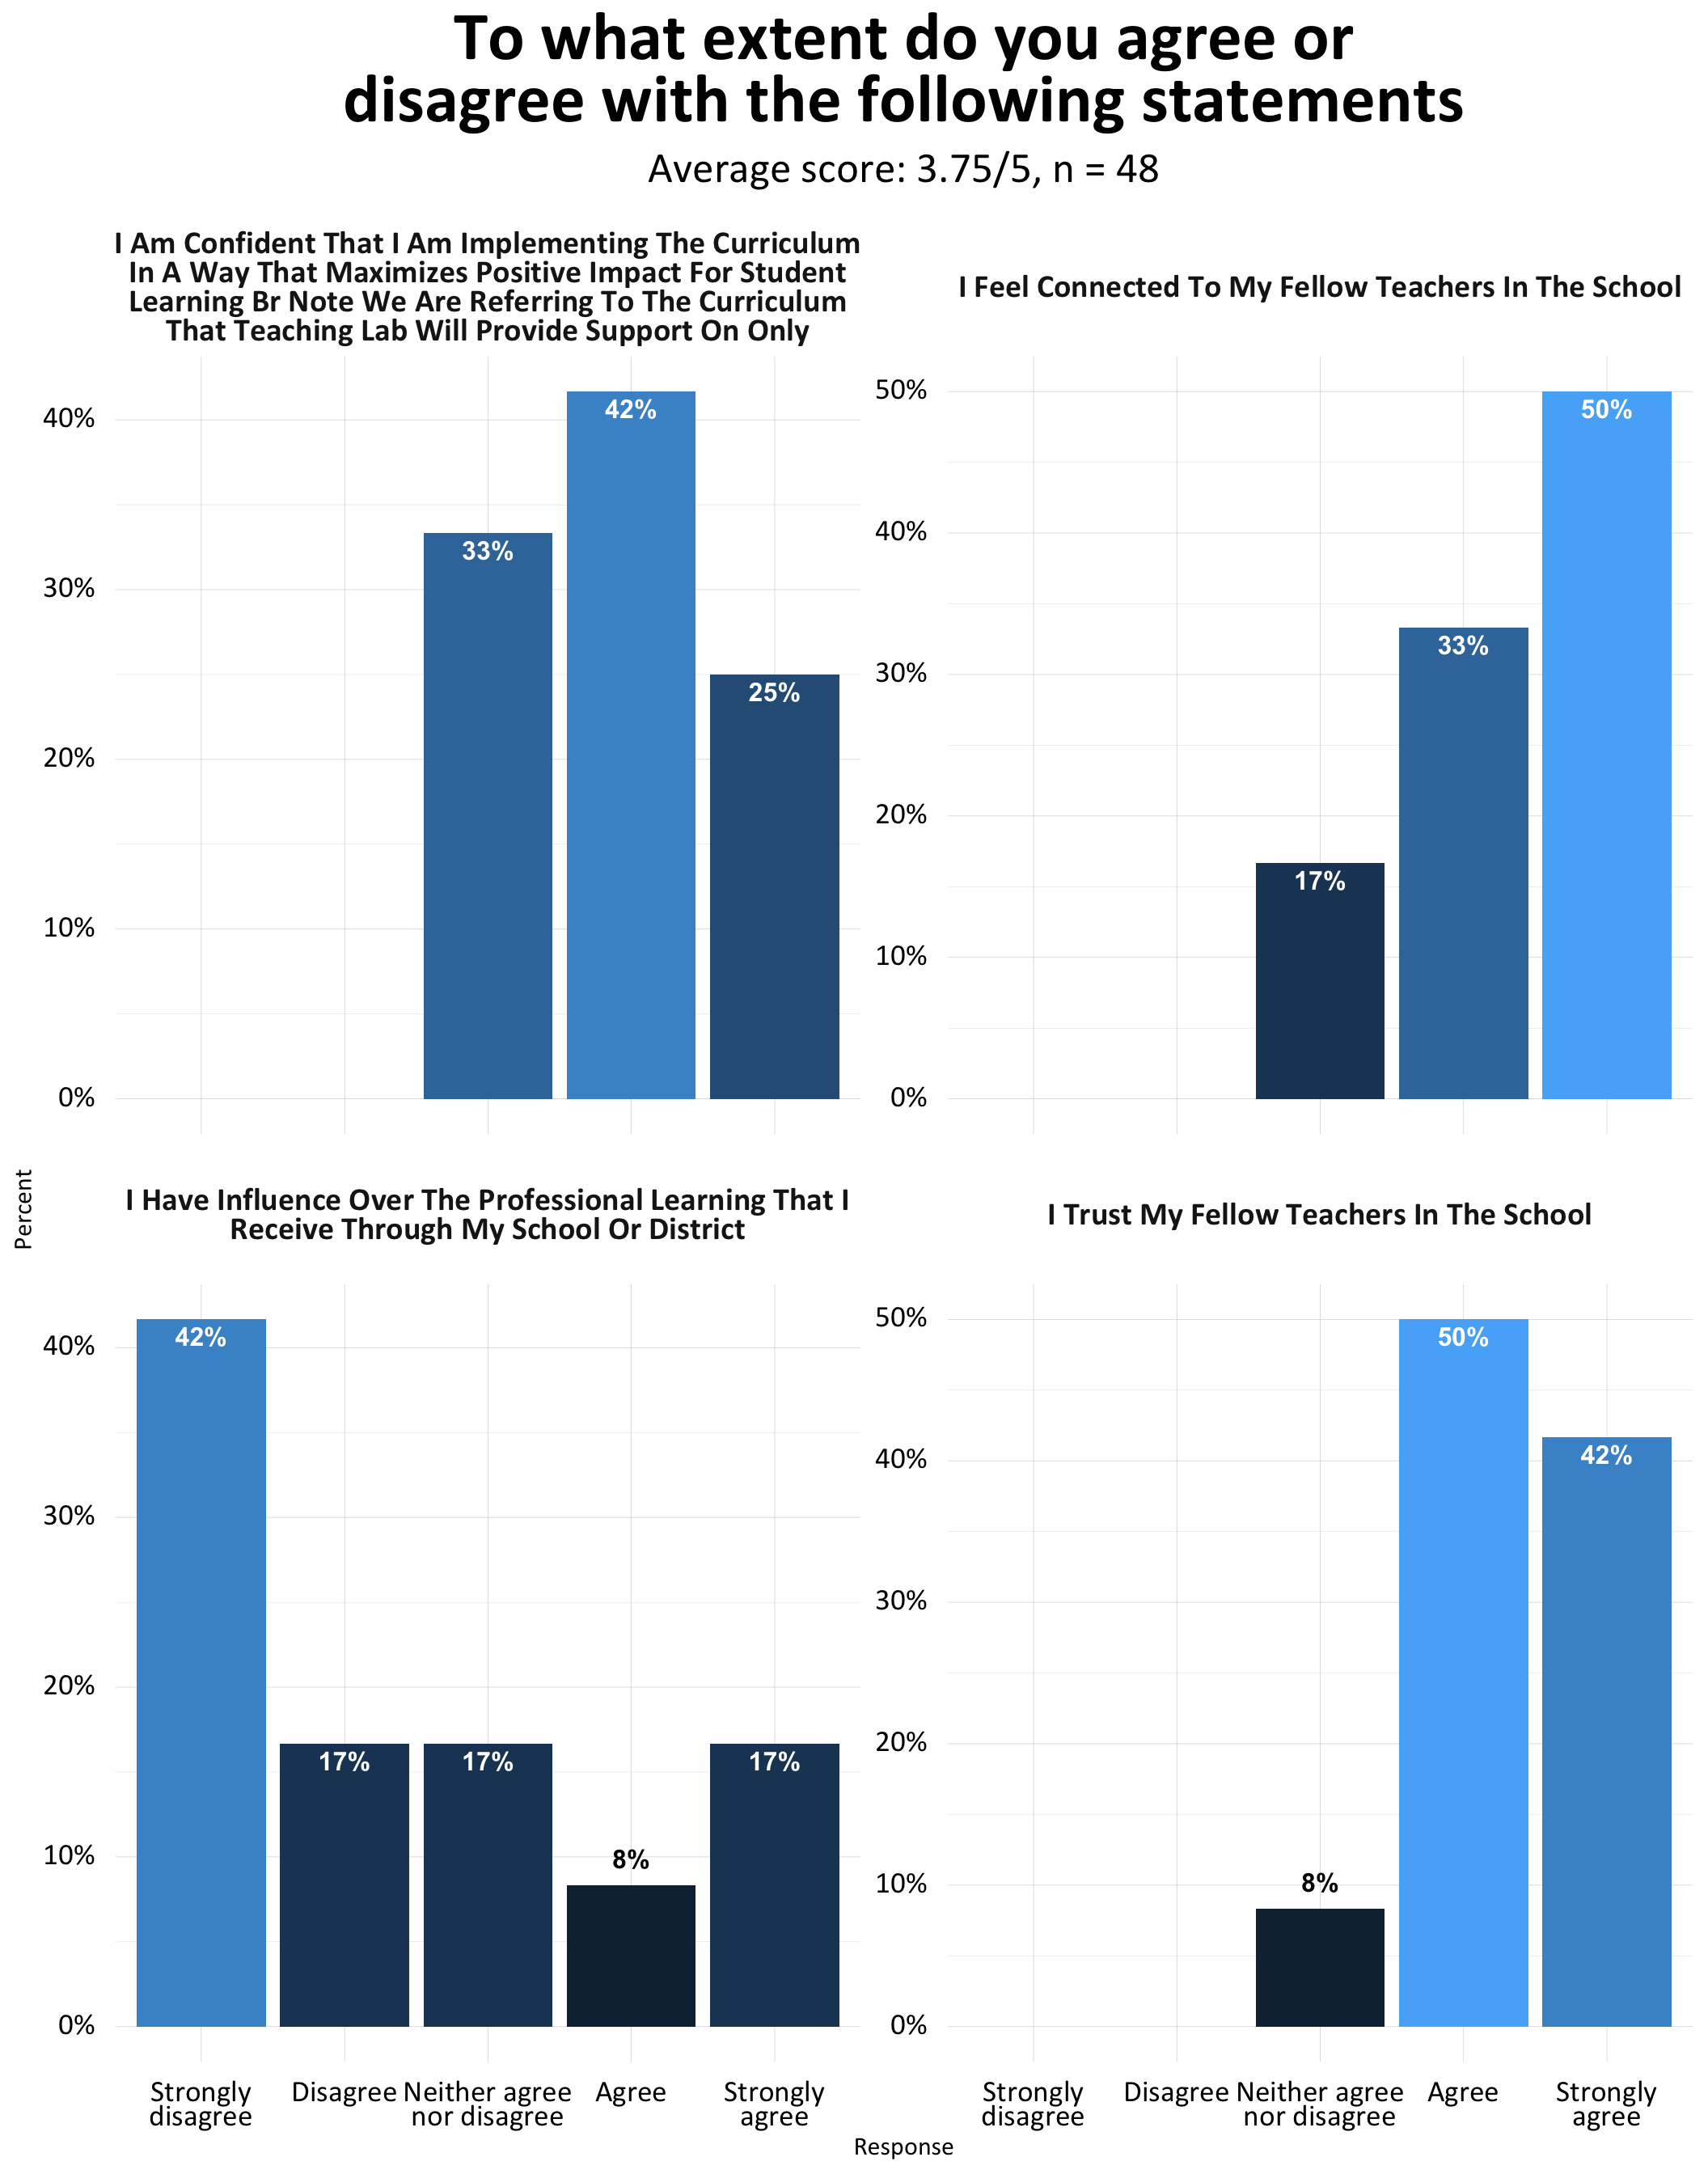 To what extent do you agree or
disagree with the following statements
Average score: 3.75/5, n = 48
I Am Confident That I Am Implementing The Curriculum
In A Way That Maximizes Positive Impact For Student
Learning Br Note We Are Referring To The Curriculum
That Teaching Lab Will Provide Support On Only
40%
30%
20%
10%
0%
33%
42%
25%
I Feel Connected To My Fellow Teachers In The School
50%
40%
30%
20%
10%
0%
17%
33%
50%
Percent
I Have Influence Over The Professional Learning That I
Receive Through My School Or District
40%
30%
20%
10%
0%
42%
17%
17%
8%
17%
Strongly
disagree
Disagree
Neither agree
nor disagree
Agree
Strongly
agree
I Trust My Fellow Teachers In The School
50%
40%
30%
20%
10%
0%
8%
50%
42%
Strongly
disagree
Disagree
Neither agree
nor disagree
Agree
Strongly
agree
Response